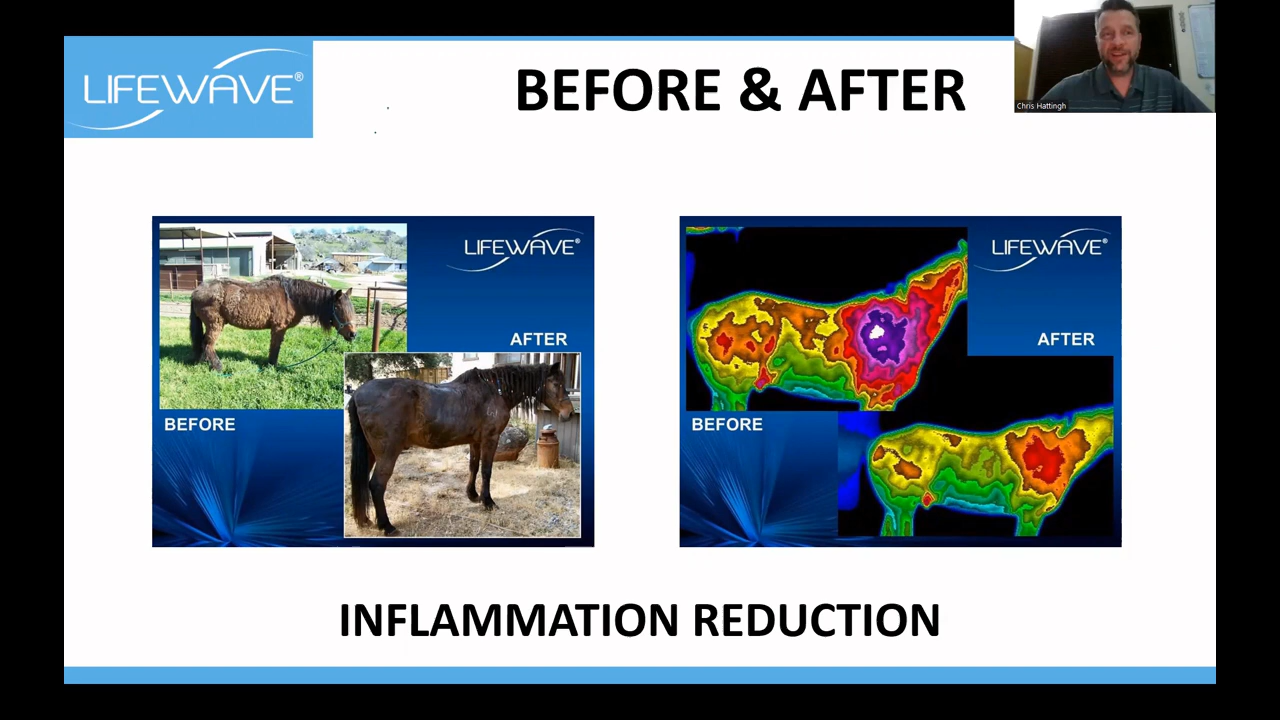 LIFEWAVE®
BEFORE & AFTER
Chris Hattingh
LIFEWAVE®
AFTER
BEFORE
LIFEWAVE®
AFTER
BEFORE
INFLAMMATION REDUCTION